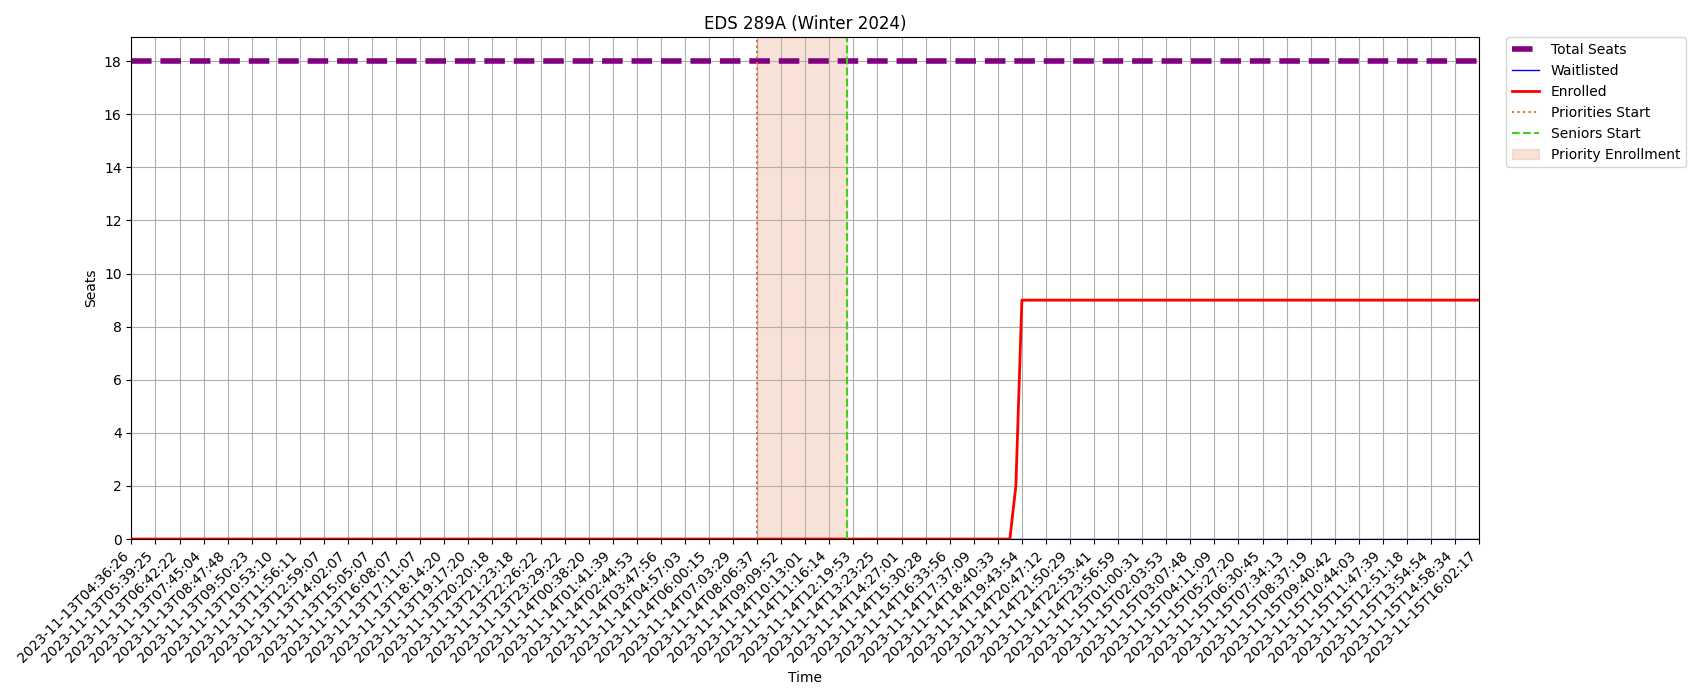 EDS 289A (Winter 2024)
Total Seats
Waitlisted
Enrolled
Priorities Start
Seniors Start
Priority Enrollment
Seats
18
16
14
12
10
8
6
4
2
0
2023-11-13T04:36:26
2023-11-13T05:39:25
2023-11-13T06:42:22
2023-11-13T07:45:04
2023-11-13T08:47:48
2023-11-13T09:50:23
2023-11-13T10:53:10
2023-11-13T11:56:11
2023-11-13T12:59:07
2023-11-13T14:02:07
2023-11-13T15:05:07
2023-11-13T16:08:07
2023-11-13T17:11:07
2023-11-13T18:14:20
2023-11-13T19:17:20
2023-11-13T20:20:18
2023-11-13T21:23:18
2023-11-13T22:26:22
2023-11-13T23:29:22
2023-11-14T00:38:20
2023-11-14T01:41:39
2023-11-14T02:44:53
2023-11-14T03:47:56
2023-11-14T04:57:03
2023-11-14T06:00:15
2023-11-14T07:03:29
2023-11-14T08:06:37
2023-11-14T09:09:52
2023-11-14T10:13:01
2023-11-14T11:16:14
2023-11-14T12:19:53
2023-11-14T13:23:25
2023-11-14T14:27:01
2023-11-14T15:30:28
2023-11-14T16:33:56
2023-11-14T17:37:09
2023-11-14T18:40:33
2023-11-14T19:43:54
2023-11-14T20:47:12
2023-11-14T21:50:29
2023-11-14T22:53:41
2023-11-14T23:56:59
2023-11-15T01:00:31
2023-11-15T02:03:53
2023-11-15T03:07:48
2023-11-15T04:11:09
2023-11-15T05:27:20
2023-11-15T06:30:45
2023-11-15T07:34:13
2023-11-15T08:37:19
2023-11-15T09:40:42
2023-11-15T10:44:03
2023-11-15T11:47:39
2023-11-15T12:51:18
2023-11-15T13:54:54
2023-11-15T14:58:34
2023-11-15T16:02:17
Time